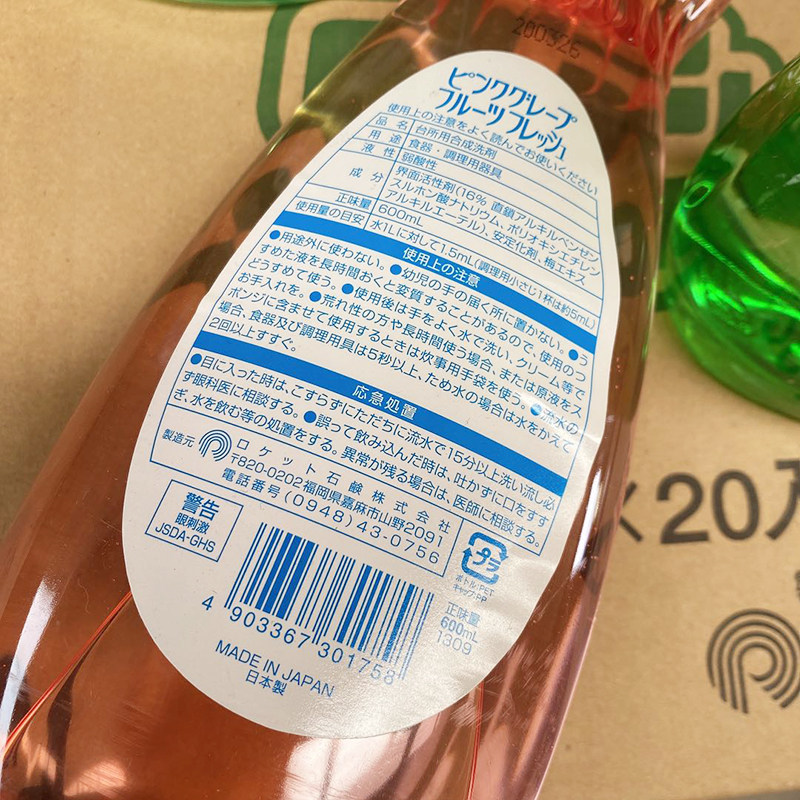 200326
ピンクグレープ
フルーツフレッシュ
使用上の注意をよく読んでお使いください
品名 台所用合成洗剤
用途 食器・調理用器具
液性 弱酸性
成分 界面活性剤(16% 直鎖アルキルベンゼン
スルホン酸ナトリウム、ポリオキシエチレン
アルキルエーテル)、安定化剤、梅エキス
正味量 600mL
使用量の目安 水1Lに対して1.5mL(調理用小さじ1杯は約5mL)
使用上の注意
●用途外に使わない。●幼児の手の届く所に置かない。●う
すめた液を長時間おくと変質することがあるので、使用のつ
どうすめて使う。●使用後は手をよく水で洗い、クリーム等で
お手入れを。●荒れ性の方や長時間使う場合、または原液をス
ポンジに含ませて使用するときは炊事用手袋を使う。●流水の
場合、食器及び調理用具は5秒以上、ため水の場合は水をかえて
2回以上すすぐ。
応急処置
●目に入った時は、こすらずにただちに流水で15分以上洗い流し必
ず眼科医に相談する。●誤って飲み込んだ時は、吐かずに口をすす
ぎ、水を飲む等の処置をする。異常が残る場合は、医師に相談する。
製造元 ロケット石鹸株式会社
〒820-0202福岡県嘉麻市山野2091
電話番号(0948)43-0756
警告
眼刺激
JSDA-GHS
プラ
ボトル:PET
キャップ:PP
4 903367 301758
正味量
600mL
1309
MADE IN JAPAN
日本製
×20